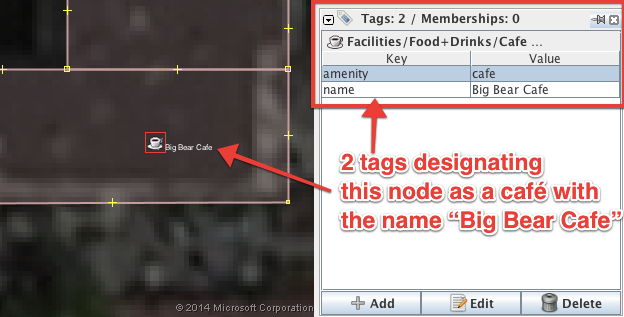 Tags: 2 / Memberships: 0
Facilities/Food+Drinks/Cafe ...
Key Value
amenity cafe
name Big Bear Cafe
Big Bear Cafe
2 tags designating
this node as a café with
the name “Big Bear Cafe”
© 2014 Microsoft Corporation
Add Edit Delete